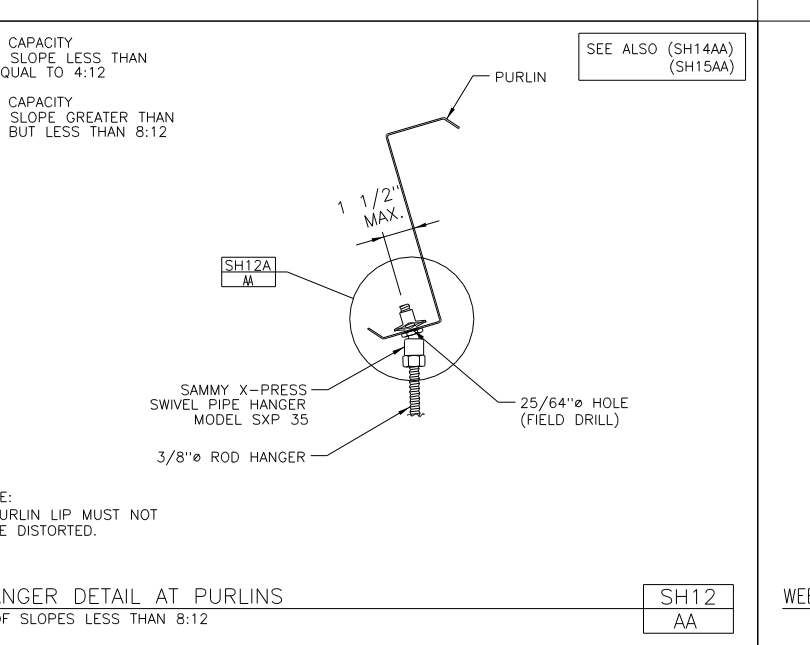 CAPACITY
SLOPE LESS THAN
QUAL TO 4:12
CAPACITY
SLOPE GREATER THAN
BUT LESS THAN 8:12
SEE ALSO (SH14AA)
(SH15AA)
PURLIN
1 1/2"
MAX.
SH12A
AA
SAMMY X-PRESS
SWIVEL PIPE HANGER
MODEL SXP 35
25/64"ø HOLE
(FIELD DRILL)
3/8"ø ROD HANGER
E:
URLIN LIP MUST NOT
E DISTORTED.
ANGER DETAIL AT PURLINS
OF SLOPES LESS THAN 8:12
SH12
AA
WEB